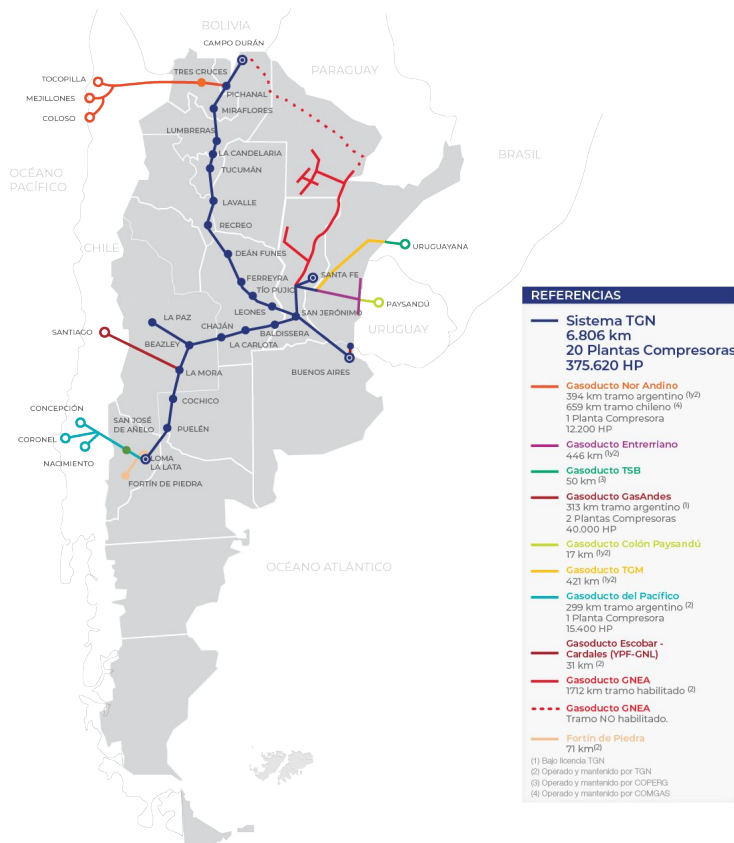 BOLIVIA
CAMPO DURÁN
PARAGUAY
TRES CRUCES
TOCOPILLA
PICHANAL
MEJILLONES
MIRAFLORES
COLOSO
LUMBRERAS
LA CANDELARIA
BRASIL
TUCUMÁN
OCÉANO
PACÍFICO
LAVALLE
RECREO
CHILE
DEÁN FUNES
URUGUAYANA
FERREYRA
SANTA FE
TÍO PUJIO
LEONES
SAN JERÓNIMO
PAYSANDÚ
LA PAZ
CHAJÁN
BALDISSERA
URUGUAY
SANTIAGO
BEAZLEY
LA CARLOTA
LA MORA
BUENOS AIRES
COCHICO
CONCEPCIÓN
SAN JOSÉ
DE AÑELO
PUELÉN
CORONEL
NACIMIENTO
LOMA
LA LATA
FORTÍN DE PIEDRA
OCÉANO ATLÁNTICO
REFERENCIAS
Sistema TGN
6.806 km
20 Plantas Compresoras
375.620 HP
Gasoducto Nor Andino
394 km tramo argentino (1y2)
659 km tramo chileno (4)
1 Planta Compresora
12.200 HP
Gasoducto Entrerriano
446 km (1y2)
Gasoducto TSB
50 km (3)
Gasoducto GasAndes
313 km tramo argentino (1)
2 Plantas Compresoras
40.000 HP
Gasoducto Colón Paysandú
17 km (1y2)
Gasoducto TGM
421 km (1y2)
Gasoducto del Pacífico
299 km tramo argentino (2)
1 Planta Compresora
15.400 HP
Gasoducto Escobar -
Cardales (YPF-GNL)
31 km (2)
Gasoducto GNEA
1712 km tramo habilitado (2)
Gasoducto GNEA
Tramo NO habilitado.
Fortín de Piedra
71 km(2)
(1) Bajo licencia TGN
(2) Operado y mantenido por TGN
(3) Operado y mantenido por COPERG
(4) Operado y mantenido por COMGAS